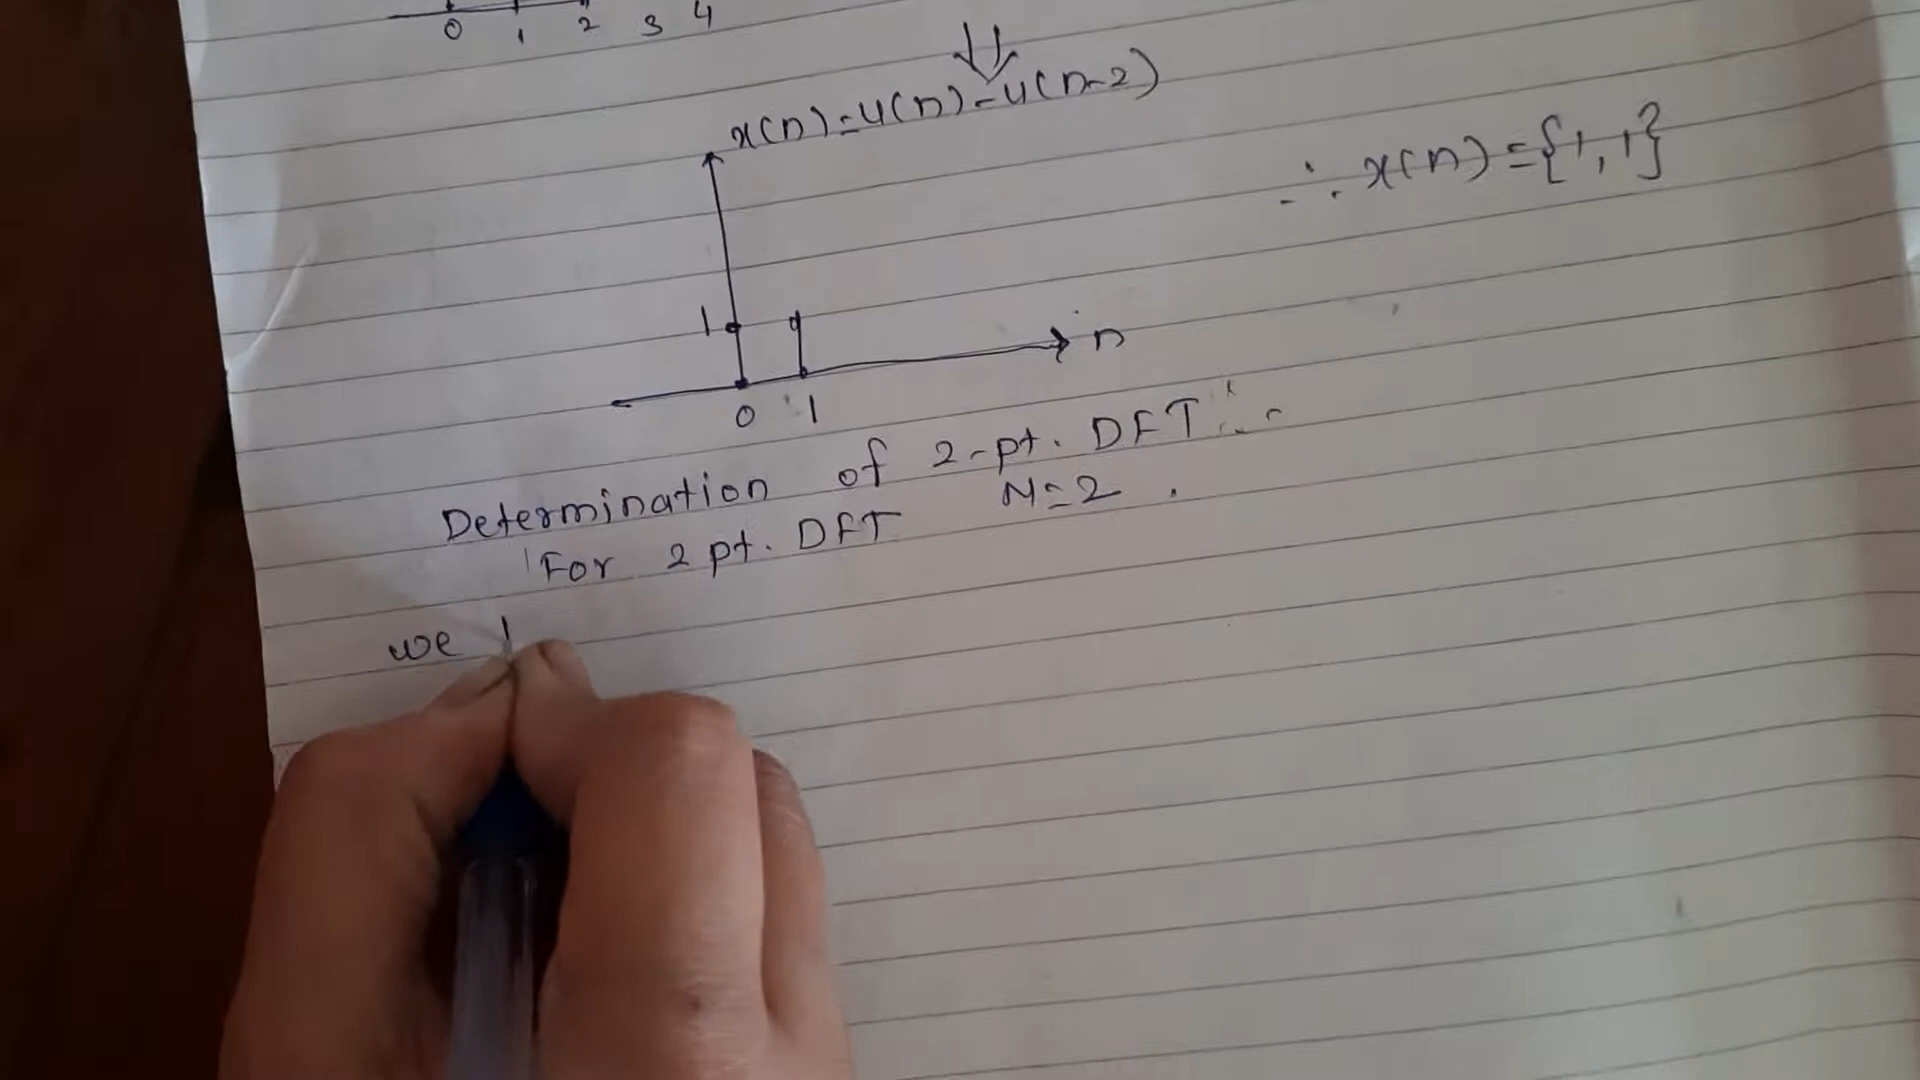 0 1 2 3 4
x(n)=u(n)-u(n-2)
∴ x(n)={1,1}
1
n
0 1
Determination of 2-pt. DFT:-
For 2 pt. DFT N=2.
we